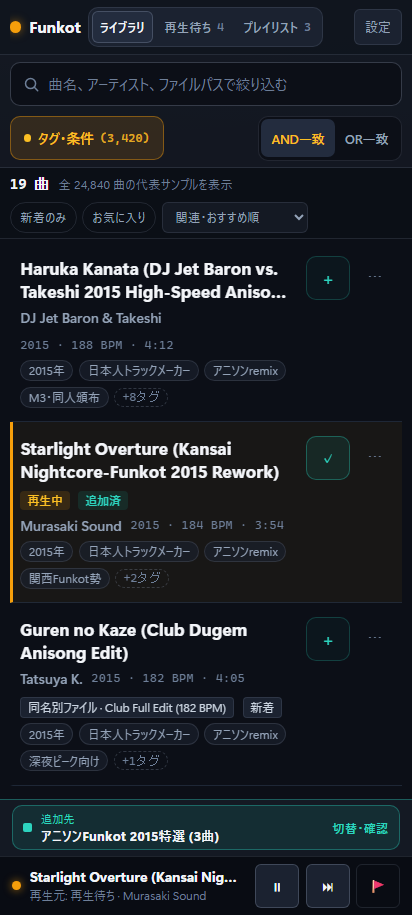 Funkot ライブラリ 再生待ち 4 プレイリスト 3 設定
曲名、アーティスト、ファイルパスで絞り込む
タグ・条件 (3,420) AND一致 OR一致
19 曲 全 24,840 曲の代表サンプルを表示
新着のみ お気に入り 関連・おすすめ順
Haruka Kanata (DJ Jet Baron vs.
Takeshi 2015 High-Speed Aniso...
DJ Jet Baron & Takeshi
2015 · 188 BPM · 4:12
2015年 日本人トラックメーカー アニソンremix
M3・同人頒布 +8タグ
Starlight Overture (Kansai
Nightcore-Funkot 2015 Rework)
再生中 追加済
Murasaki Sound 2015 · 184 BPM · 3:54
2015年 日本人トラックメーカー アニソンremix
関西Funkot勢 +2タグ
Guren no Kaze (Club Dugem
Anisong Edit)
Tatsuya K. 2015 · 182 BPM · 4:05
同名別ファイル · Club Full Edit (182 BPM) 新着
2015年 日本人トラックメーカー アニソンremix
深夜ピーク向け +1タグ
追加先
アニソンFunkot 2015特選 (3曲) 切替・確認
Starlight Overture (Kansai Nig...
再生元: 再生待ち · Murasaki Sound